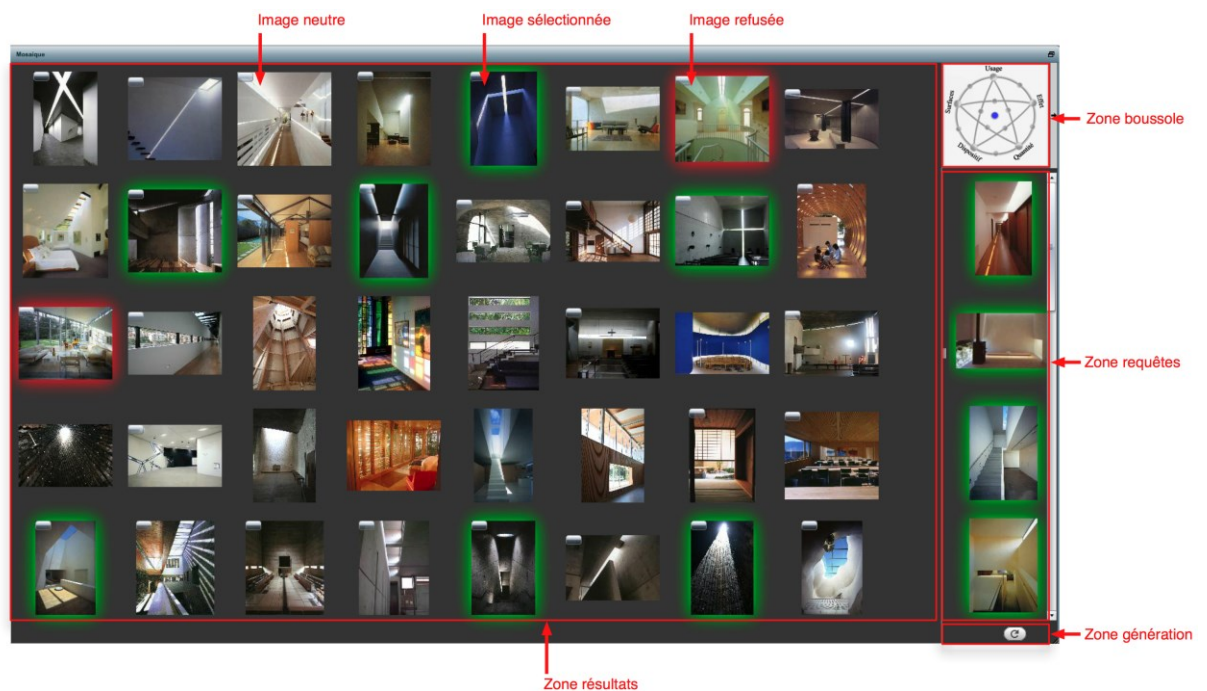 Image neutre
Image sélectionnée
Image refusée
Mosaique
Usage
Surfaces
Effet
Zone boussole
Dispositif
Quantité
Zone requêtes
Zone génération
Zone résultats